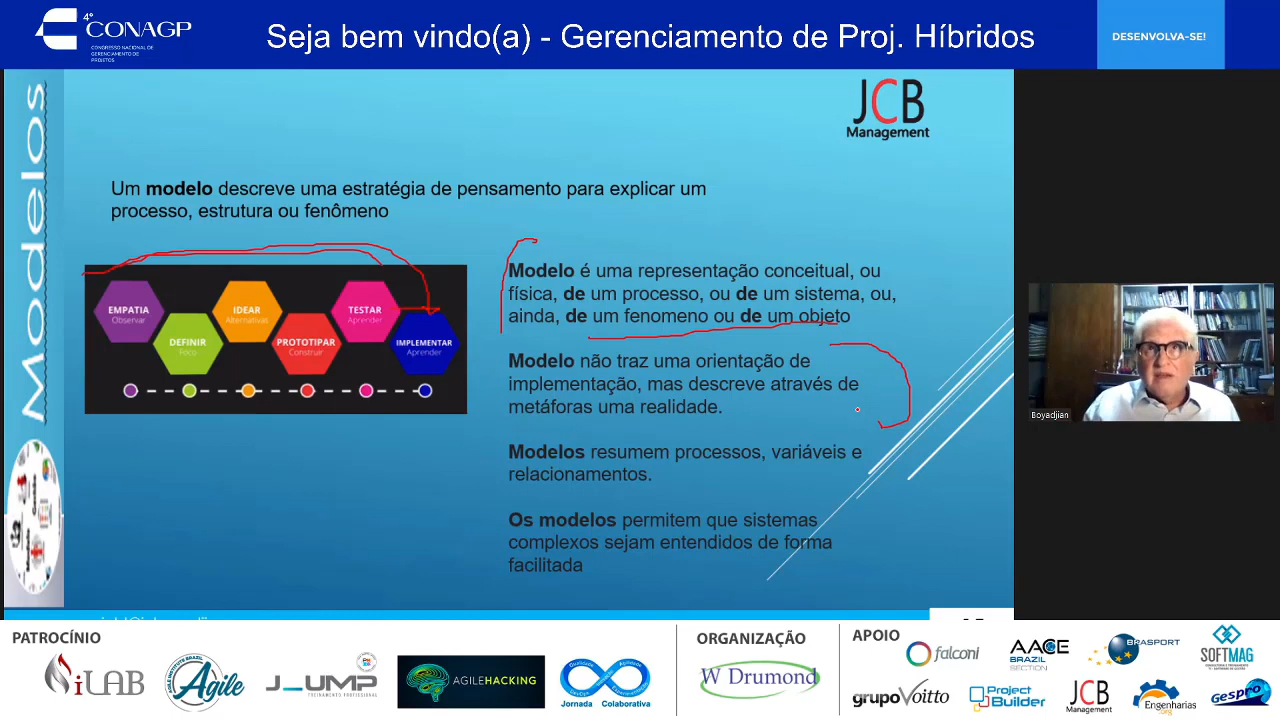 4º CONAGP
CONGRESSO NACIONAL DE
GERENCIAMENTO DE
PROJETOS
Seja bem vindo(a) - Gerenciamento de Proj. Híbridos
DESENVOLVA-SE!
Modelos
JCB
Management
Um modelo descreve uma estratégia de pensamento para explicar um
processo, estrutura ou fenômeno
EMPATIA
Observar
DEFINIR
Foco
IDEAR
Alternativas
PROTOTIPAR
Construir
TESTAR
Aprender
IMPLEMENTAR
Aprender
Modelo é uma representação conceitual, ou
física, de um processo, ou de um sistema, ou,
ainda, de um fenomeno ou de um objeto
Modelo não traz uma orientação de
implementação, mas descreve através de
metáforas uma realidade.
Modelos resumem processos, variáveis e
relacionamentos.
Os modelos permitem que sistemas
complexos sejam entendidos de forma
facilitada
Boyadjian
PATROCÍNIO
iLAB
Agile
J_UMP
TREINAMENTO PROFISSIONAL
AGILEHACKING
Qualidade
Agilidade
DevOps
Jornada Colaborativa
ORGANIZAÇÃO
W Drumond
APOIO
falconi
AACE
BRAZIL
SECTION
BRASPORT
SOFTMAG
grupo Voitto
Project
Builder
JCB
Management
Engenharias
.org
Gespro